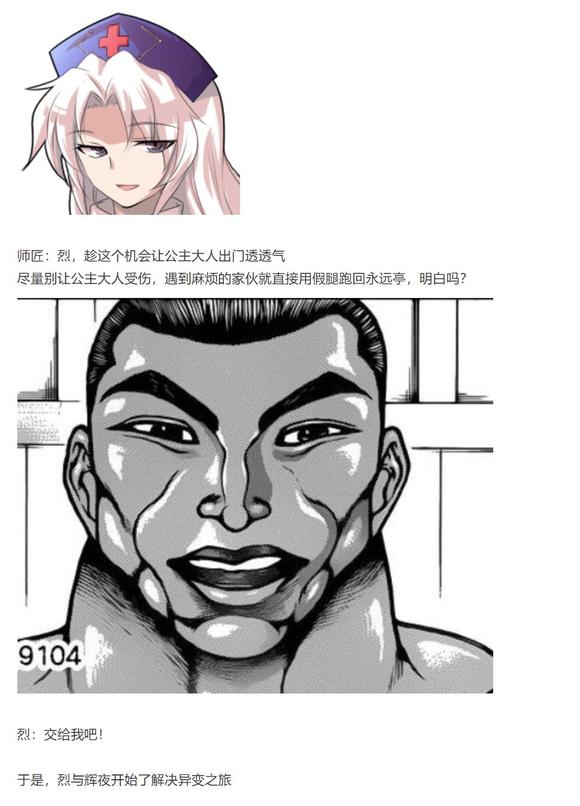 师匠：烈，趁这个机会让公主大人出门透透气
尽量别让公主大人受伤，遇到麻烦的家伙就直接用假腿跑回永远亭，明白吗？
9104
烈：交给我吧！
于是，烈与辉夜开始了解决异变之旅